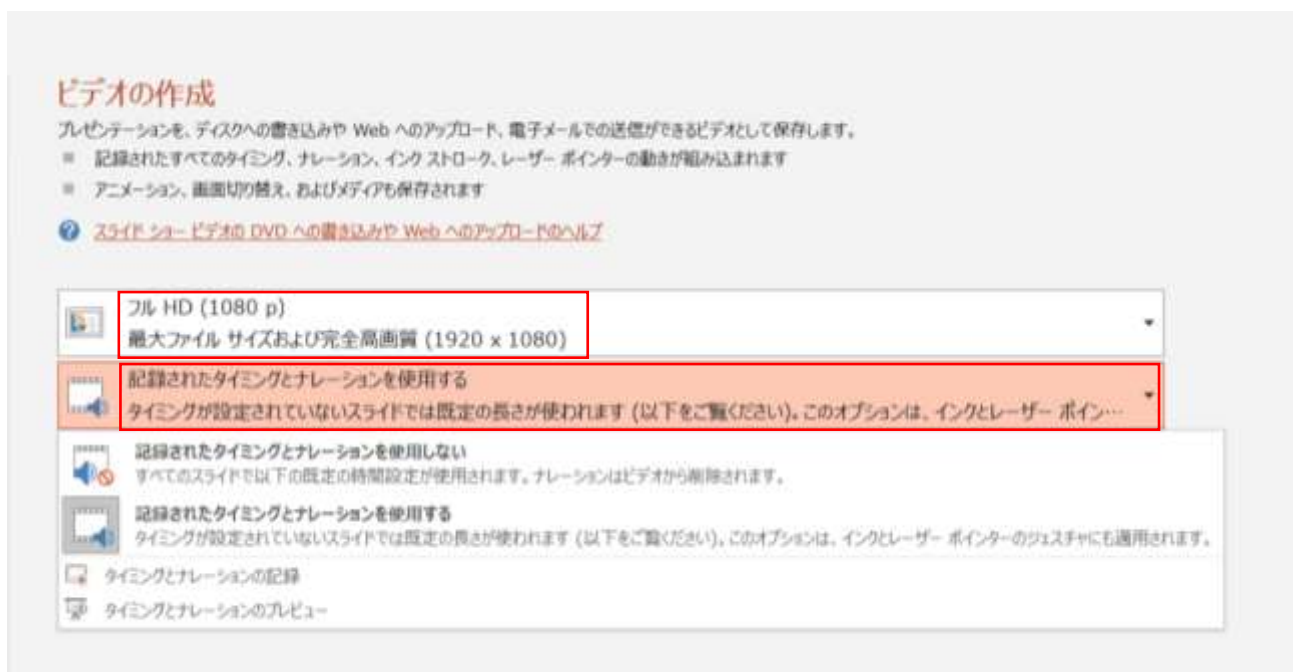 ビデオの作成
プレゼンテーションを、ディスクへの書き込みや Web へのアップロード、電子メールでの送信ができるビデオとして保存します。
記録されたすべてのタイミング、ナレーション、インク ストローク、レーザー ポインターの動きが組み込まれます
アニメーション、画面切り替え、およびメディアも保存されます
スライド ショー ビデオの DVD への書き込みや Web へのアップロードのヘルプ
フル HD (1080 p)
最大ファイル サイズおよび完全高画質 (1920 x 1080)
記録されたタイミングとナレーションを使用する
タイミングが設定されていないスライドでは既定の長さが使われます (以下をご覧ください)。このオプションは、インクとレーザー ポイン…
記録されたタイミングとナレーションを使用しない
すべてのスライドで以下の既定の時間設定が使用されます。ナレーションはビデオから削除されます。
記録されたタイミングとナレーションを使用する
タイミングが設定されていないスライドでは既定の長さが使われます (以下をご覧ください)。このオプションは、インクとレーザー ポインターのジェスチャにも適用されます。
タイミングとナレーションの記録
タイミングとナレーションのプレビュー